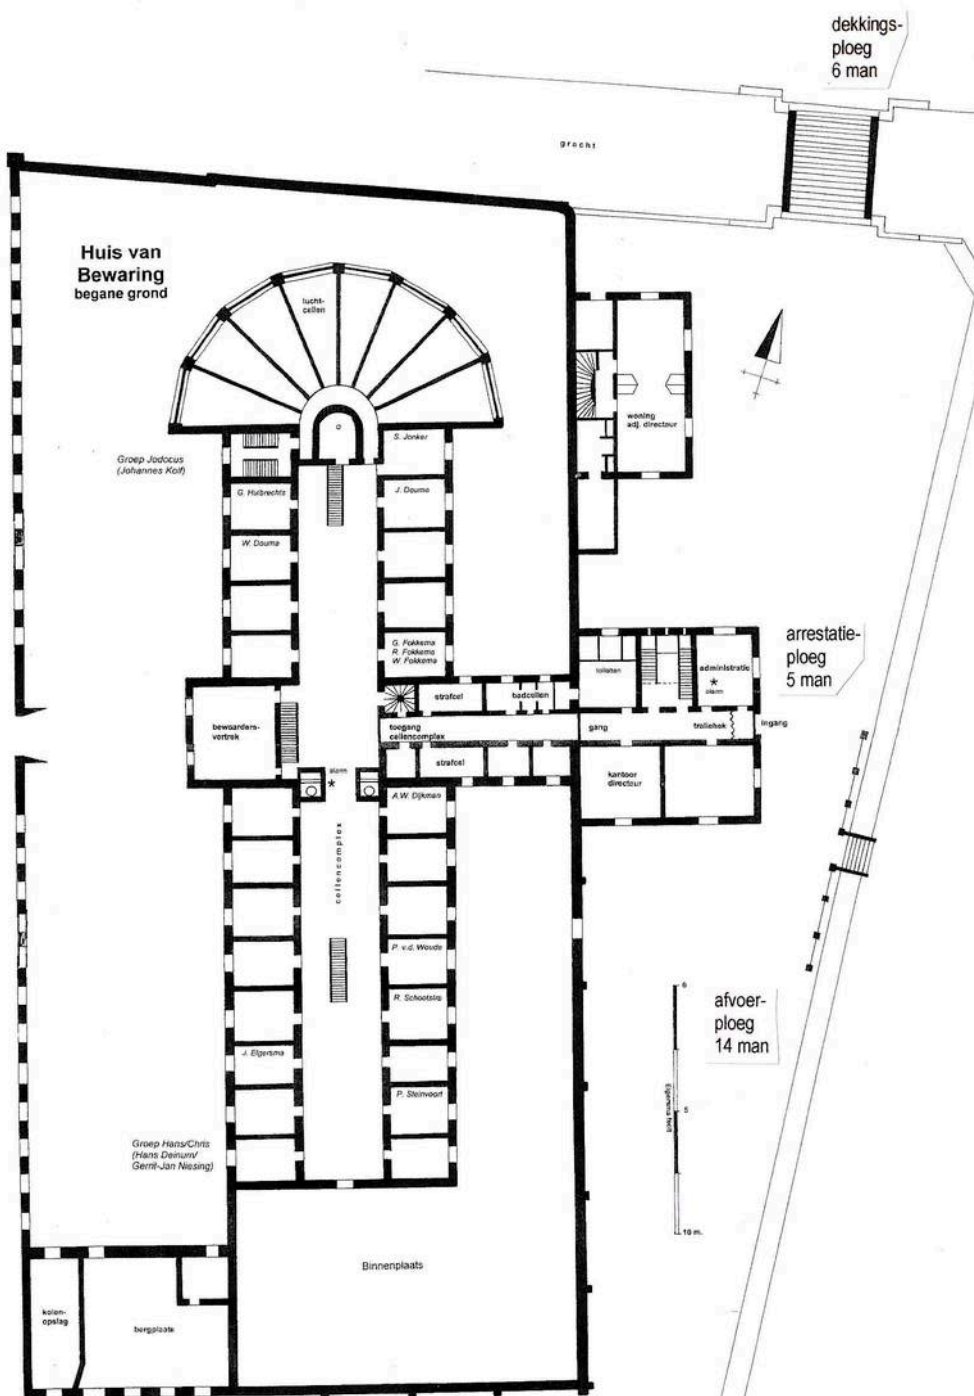 dekkings-
ploeg
6 man
gracht
Huis van
Bewaring
begane grond
lucht-
cellen
woning
adj. directeur
Groep Jodocus
(Johannes Kolf)
S. Jonker
G. Huibrechts
J. Douma
W. Douma
G. Fokkema
R. Fokkema
W. Fokkema
arrestatie-
ploeg
5 man
toiletten
administratie
alarm
strafcel
badcellen
bewaarders-
vertrek
toegang
cellencomplex
gang
traliehek
ingang
alarm
strafcel
kantoor
directeur
A.W. Dijkman
cellencomplex
P. v.d. Woude
R. Schootstra
J. Elgersma
P. Steinvoort
afvoer-
ploeg
14 man
0
5
10 m.
Groep Hans/Chris
(Hans Deinum/
Gerrit-Jan Niesing)
Binnenplaats
kolen-
opslag
bergplaats